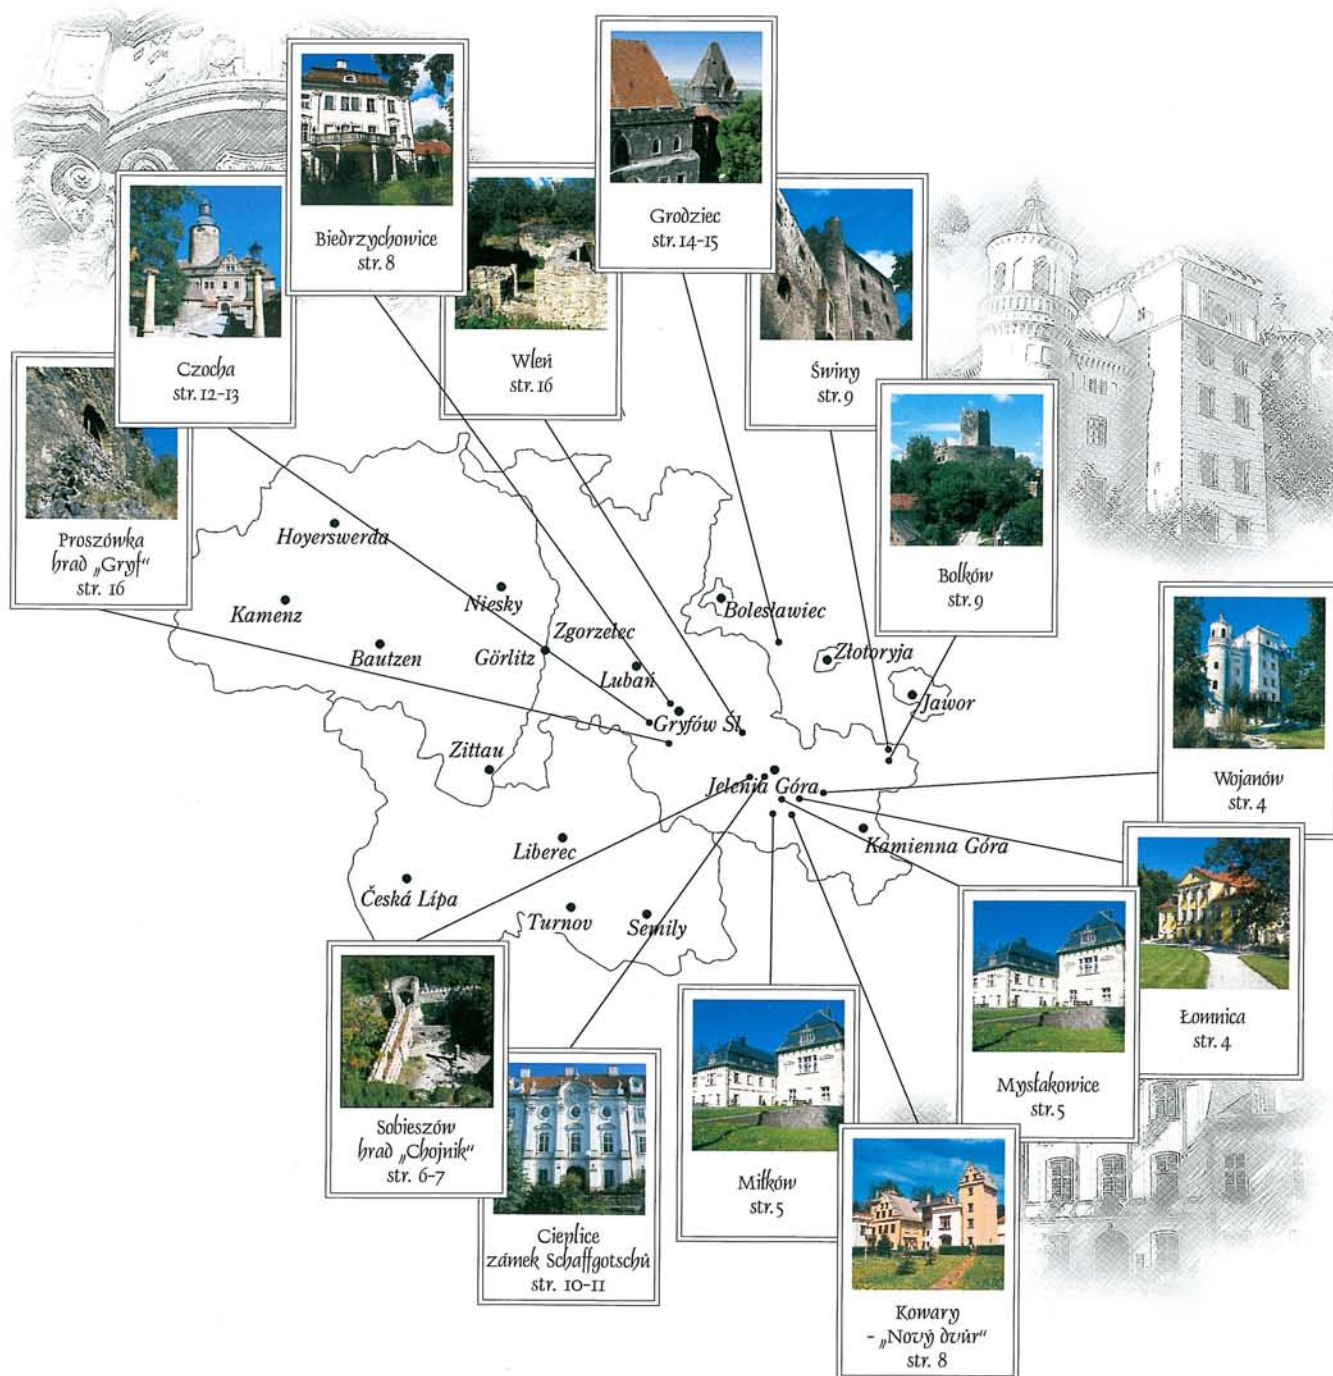 Biedrzychowice
str. 8
Grodziec
str. 14-15
Czocha
str. 12-13
Wleń
str. 16
Świny
str. 9
Proszówka
hrad „Gryf“
str. 16
Bolków
str. 9
Hoyerswerda
Kamenz
Niesky
Bautzen
Zgorzelec
Görlitz
Lubań
Bolesławiec
Złotoryja
Jawor
Gryfów Śl.
Zittau
Jelenia Góra
Wojanów
str. 4
Liberec
Kamienna Góra
Česká Lípa
Turnov
Semily
Łomnica
str. 4
Mysłakowice
str. 5
Sobieszów
hrad „Chojnik“
str. 6-7
Miłków
str. 5
Cieplice
zámek Schaffgotschů
str. 10-11
Kowary
- „Nový dvůr“
str. 8